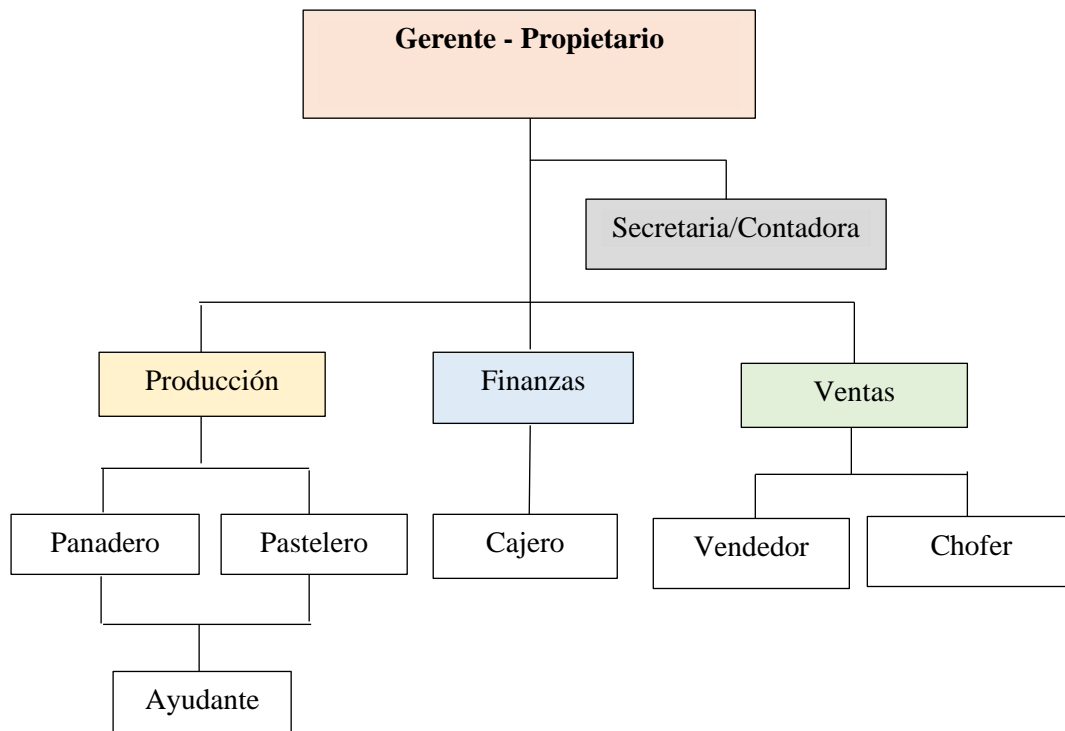 Gerente - Propietario
Secretaria/Contadora
Producción
Finanzas
Ventas
Panadero
Pastelero
Cajero
Vendedor
Chofer
Ayudante